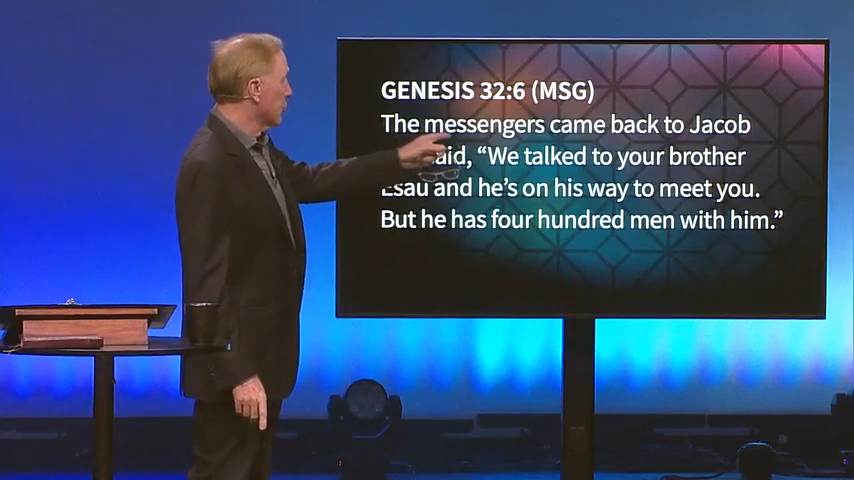 GENESIS 32:6 (MSG)
The messengers came back to Jacob
aid, “We talked to your brother
Esau and he’s on his way to meet you.
But he has four hundred men with him.”